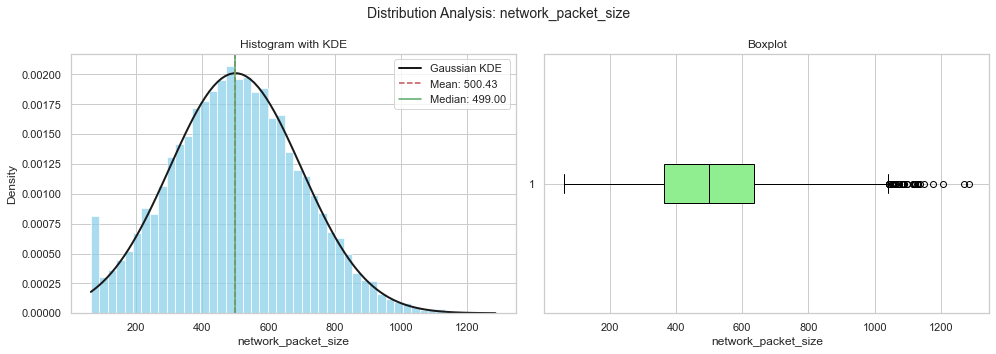 Distribution Analysis: network_packet_size
Histogram with KDE
Gaussian KDE
Mean: 500.43
Median: 499.00
0.00200
0.00175
0.00150
0.00125
0.00100
0.00075
0.00050
0.00025
0.00000
Density
200 400 600 800 1000 1200
network_packet_size
Boxplot
1
200 400 600 800 1000 1200
network_packet_size